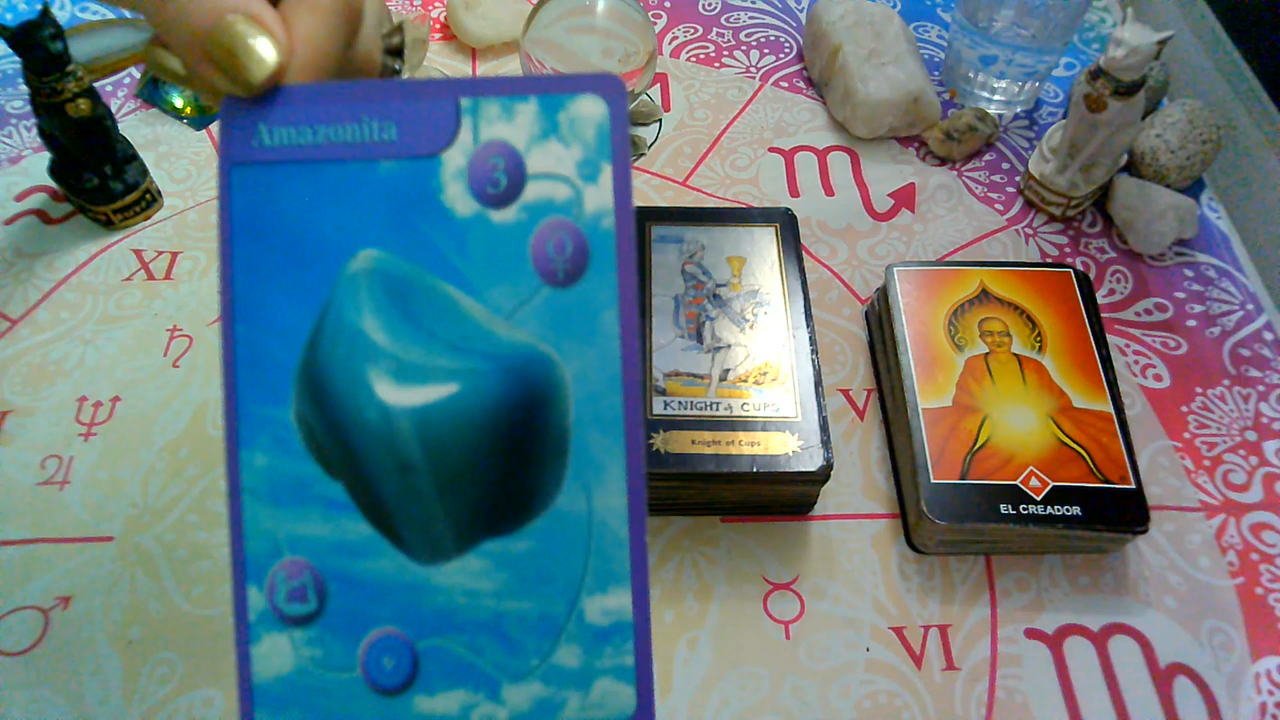 Amazonita
3
XI
KNIGHT of CUPS
Knight of Cups
V
EL CREADOR
VI